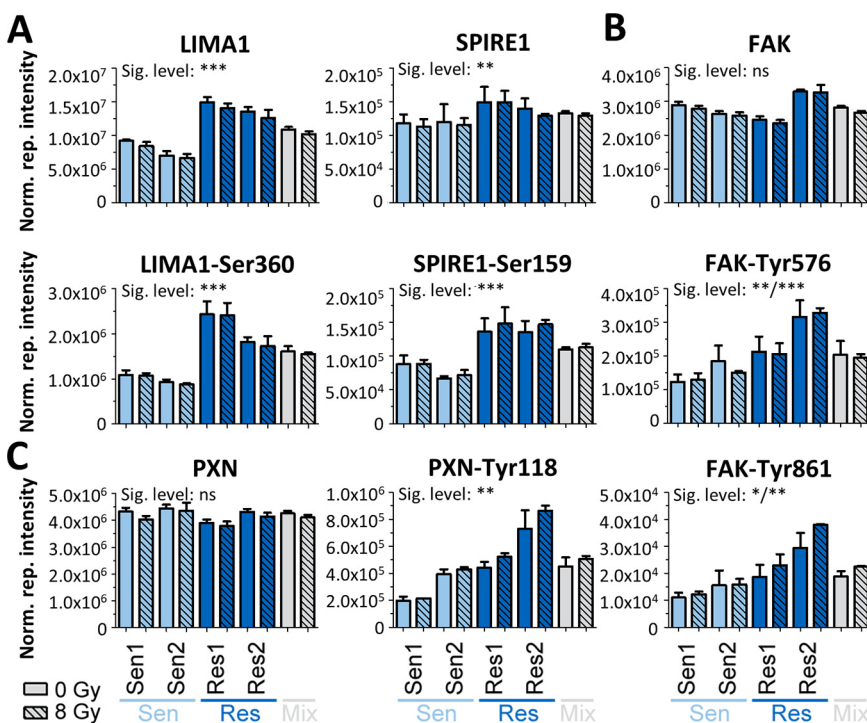 A
B
LIMA1
SPIRE1
FAK
Norm. rep. intensity
2.0x10⁷
1.5x10⁷
1.0x10⁷
5.0x10⁶
0
Sig. level: ***
2.0x10⁵
1.5x10⁵
1.0x10⁵
5.0x10⁴
0
Sig. level: **
4.0x10⁶
3.0x10⁶
2.0x10⁶
1.0x10⁶
0
Sig. level: ns
LIMA1-Ser360
SPIRE1-Ser159
FAK-Tyr576
Norm. rep. intensity
3.0x10⁶
2.0x10⁶
1.0x10⁶
0
Sig. level: ***
2.0x10⁵
1.5x10⁵
1.0x10⁵
5.0x10⁴
0
Sig. level: ***
4.0x10⁵
3.0x10⁵
2.0x10⁵
1.0x10⁵
0
Sig. level: **/***
C
PXN
PXN-Tyr118
FAK-Tyr861
Norm. rep. intensity
5.0x10⁶
4.0x10⁶
3.0x10⁶
2.0x10⁶
1.0x10⁶
0
Sig. level: ns
1.0x10⁶
8.0x10⁵
6.0x10⁵
4.0x10⁵
2.0x10⁵
0
Sig. level: **
5.0x10⁴
4.0x10⁴
3.0x10⁴
2.0x10⁴
1.0x10⁴
0
Sig. level: */**
Sen1
Sen2
Res1
Res2
Sen1
Sen2
Res1
Res2
Sen1
Sen2
Res1
Res2
0 Gy
8 Gy
Sen
Res
Mix
Sen
Res
Mix
Sen
Res
Mix